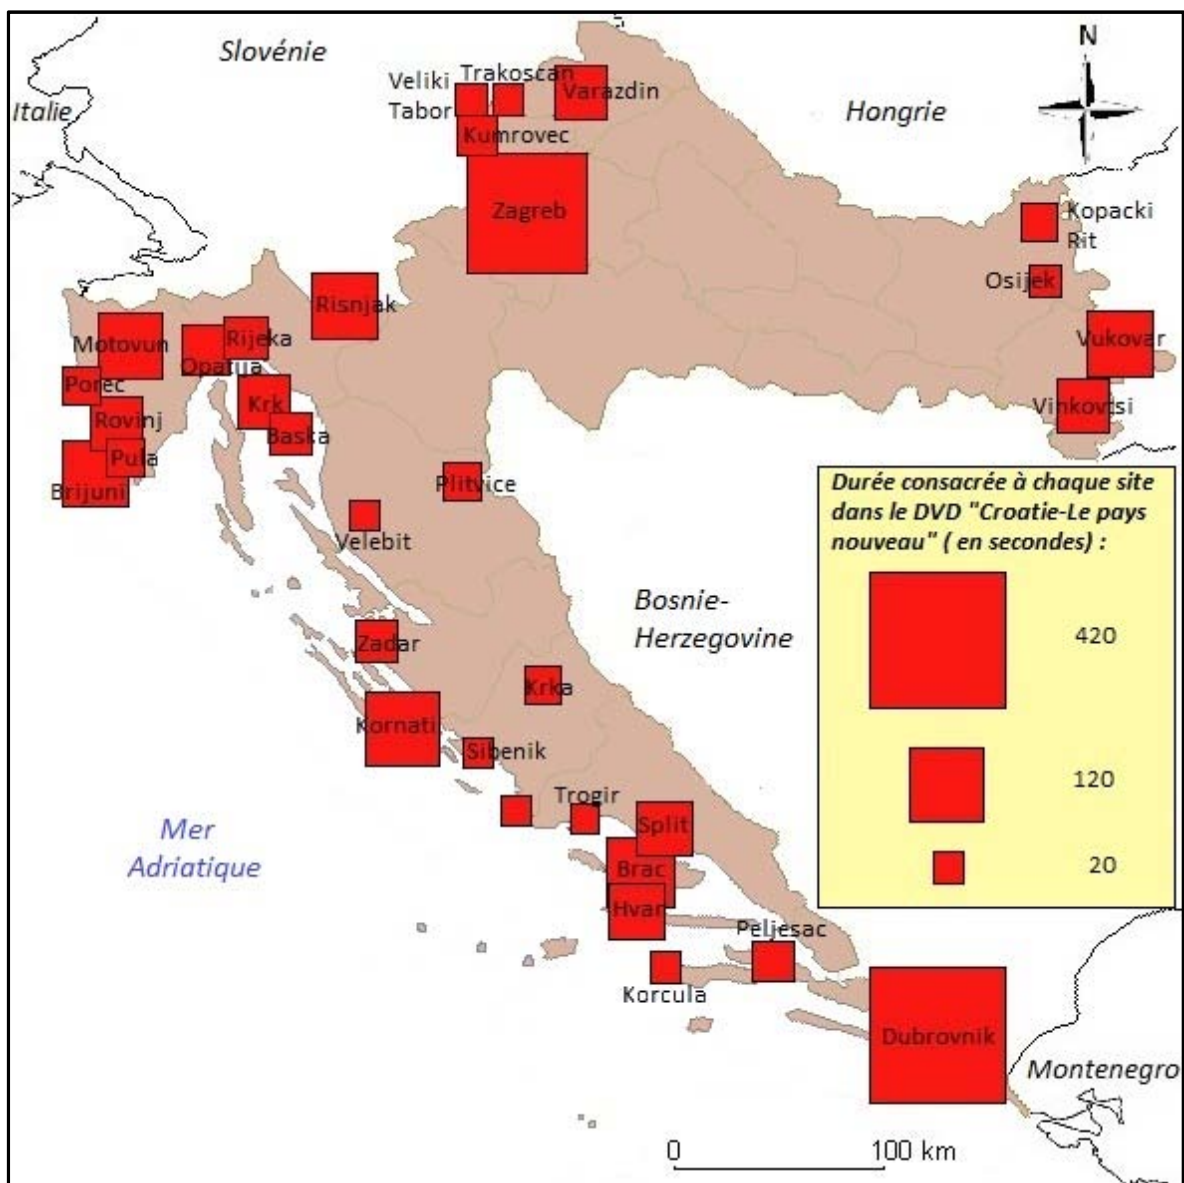 Slovénie
Italie
Veliki
Tabor
Trakoscan
Varazdin
Kumrovec
Hongrie
N
Zagreb
Kopacki
Rit
Osijek
Risnjak
Motovun
Rijeka
Opatija
Vukovar
Porec
Krk
Rovinj
Vinkovtsi
Baska
Pula
Brijuni
Plitvice
Velebit
Durée consacrée à chaque site
dans le DVD "Croatie-Le pays
nouveau" ( en secondes) :
420
120
20
Bosnie-
Herzegovine
Zadar
Krka
Kornati
Sibenik
Trogir
Split
Mer
Adriatique
Brac
Hvar
Peljesac
Korcula
Dubrovnik
Montenegro
0 100 km